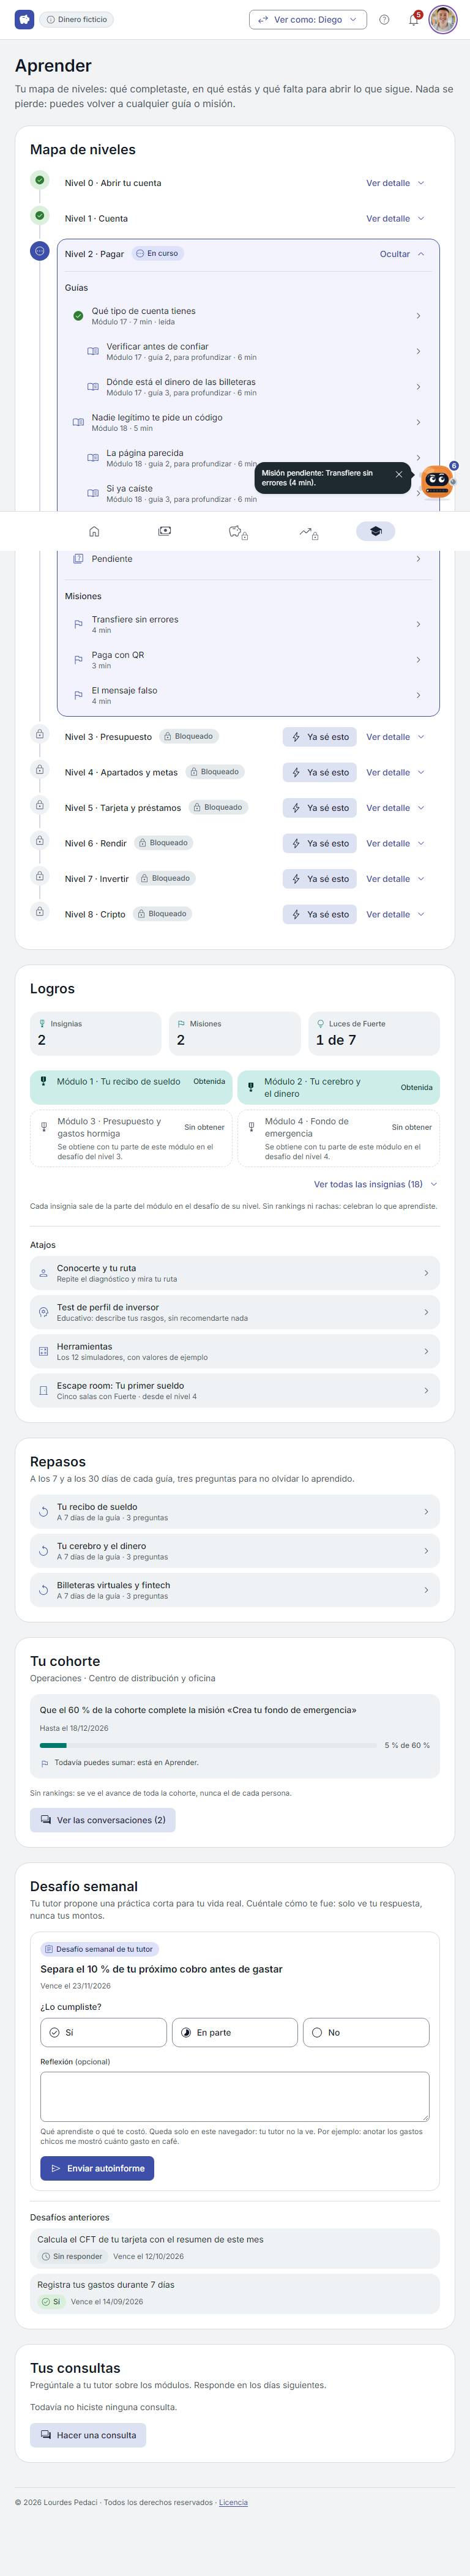 Dinero ficticio
Ver como: Diego
5
Aprender
Tu mapa de niveles: qué completaste, en qué estás y qué falta para abrir lo que sigue. Nada se
pierde: puedes volver a cualquier guía o misión.
Mapa de niveles
Nivel 0 · Abrir tu cuenta
Ver detalle
Nivel 1 · Cuenta
Ver detalle
Nivel 2 · Pagar
En curso
Ocultar
Guías
Qué tipo de cuenta tienes
Módulo 17 · 7 min · leída
Verificar antes de confiar
Módulo 17 · guía 2, para profundizar · 6 min
Dónde está el dinero de las billeteras
Módulo 17 · guía 3, para profundizar · 6 min
Nadie legítimo te pide un código
Módulo 18 · 5 min
La página parecida
Módulo 18 · guía 2, para profundizar · 6 min
Misión pendiente: Transfiere sin
errores (4 min).
6
Si ya caíste
Módulo 18 · guía 3, para profundizar · 6 min
Pendiente
Misiones
Transfiere sin errores
4 min
Paga con QR
3 min
El mensaje falso
4 min
Nivel 3 · Presupuesto
Bloqueado
Ya sé esto
Ver detalle
Nivel 4 · Apartados y metas
Bloqueado
Ya sé esto
Ver detalle
Nivel 5 · Tarjeta y préstamos
Bloqueado
Ya sé esto
Ver detalle
Nivel 6 · Rendir
Bloqueado
Ya sé esto
Ver detalle
Nivel 7 · Invertir
Bloqueado
Ya sé esto
Ver detalle
Nivel 8 · Cripto
Bloqueado
Ya sé esto
Ver detalle
Logros
Insignias
2
Misiones
2
Luces de Fuerte
1 de 7
Módulo 1 · Tu recibo de sueldo
Obtenida
Módulo 2 · Tu cerebro y
el dinero
Obtenida
Módulo 3 · Presupuesto y
gastos hormiga
Sin obtener
Se obtiene con tu parte de este módulo en el
desafío del nivel 3.
Módulo 4 · Fondo de
emergencia
Sin obtener
Se obtiene con tu parte de este módulo en el
desafío del nivel 4.
Ver todas las insignias (18)
Cada insignia sale de la parte del módulo en el desafío de su nivel. Sin rankings ni rachas: celebran lo que aprendiste.
Atajos
Conocerte y tu ruta
Repite el diagnóstico y mira tu ruta
Test de perfil de inversor
Educativo: describe tus rasgos, sin recomendarte nada
Herramientas
Los 12 simuladores, con valores de ejemplo
Escape room: Tu primer sueldo
Cinco salas con Fuerte · desde el nivel 4
Repasos
A los 7 y a los 30 días de cada guía, tres preguntas para no olvidar lo aprendido.
Tu recibo de sueldo
A 7 días de la guía · 3 preguntas
Tu cerebro y el dinero
A 7 días de la guía · 3 preguntas
Billeteras virtuales y fintech
A 7 días de la guía · 3 preguntas
Tu cohorte
Operaciones · Centro de distribución y oficina
Que el 60 % de la cohorte complete la misión «Crea tu fondo de emergencia»
Hasta el 18/12/2026
5 % de 60 %
Todavía puedes sumar: está en Aprender.
Sin rankings: se ve el avance de toda la cohorte, nunca el de cada persona.
Ver las conversaciones (2)
Desafío semanal
Tu tutor propone una práctica corta para tu vida real. Cuéntale cómo te fue: solo ve tu respuesta,
nunca tus montos.
Desafío semanal de tu tutor
Separa el 10 % de tu próximo cobro antes de gastar
Vence el 23/11/2026
¿Lo cumpliste?
Sí
En parte
No
Reflexión (opcional)
Qué aprendiste o qué te costó. Queda solo en este navegador: tu tutor no la ve. Por ejemplo: anotar los gastos
chicos me mostró cuánto gasto en café.
Enviar autoinforme
Desafíos anteriores
Calcula el CFT de tu tarjeta con el resumen de este mes
Sin responder
Vence el 12/10/2026
Registra tus gastos durante 7 días
Sí
Vence el 14/09/2026
Tus consultas
Pregúntale a tu tutor sobre los módulos. Responde en los días siguientes.
Todavía no hiciste ninguna consulta.
Hacer una consulta
© 2026 Lourdes Pedaci · Todos los derechos reservados · Licencia